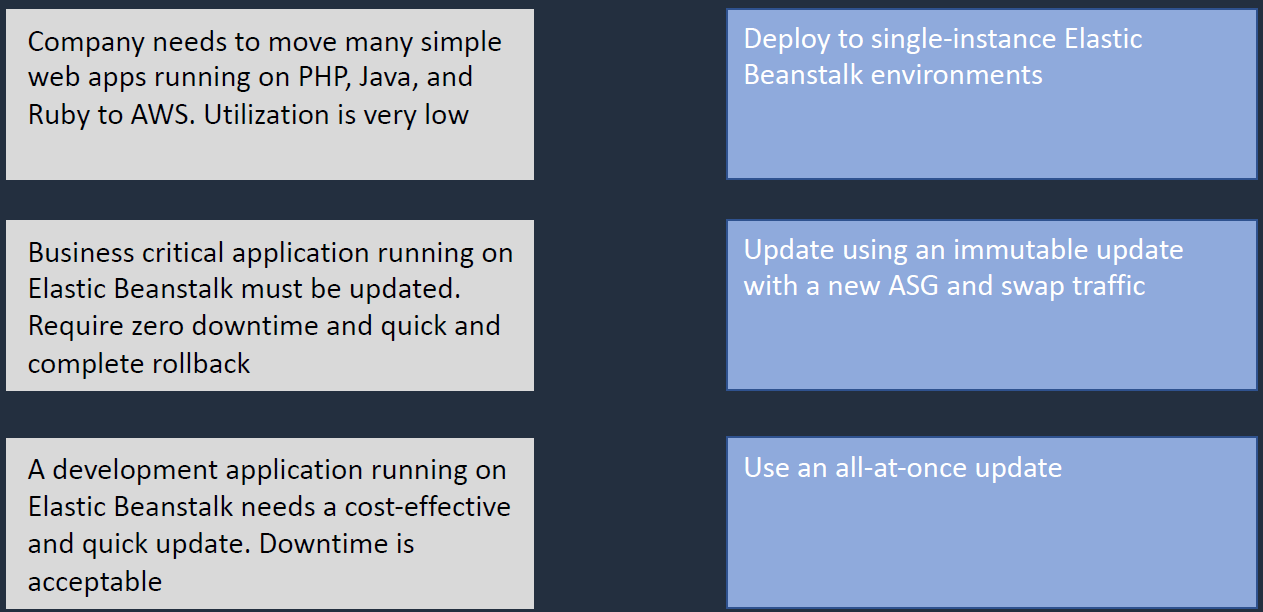 Company needs to move many simple
web apps running on PHP, Java, and
Ruby to AWS. Utilization is very low
Deploy to single-instance Elastic
Beanstalk environments
Business critical application running on
Elastic Beanstalk must be updated.
Require zero downtime and quick and
complete rollback
Update using an immutable update
with a new ASG and swap traffic
A development application running on
Elastic Beanstalk needs a cost-effective
and quick update. Downtime is
acceptable
Use an all-at-once update